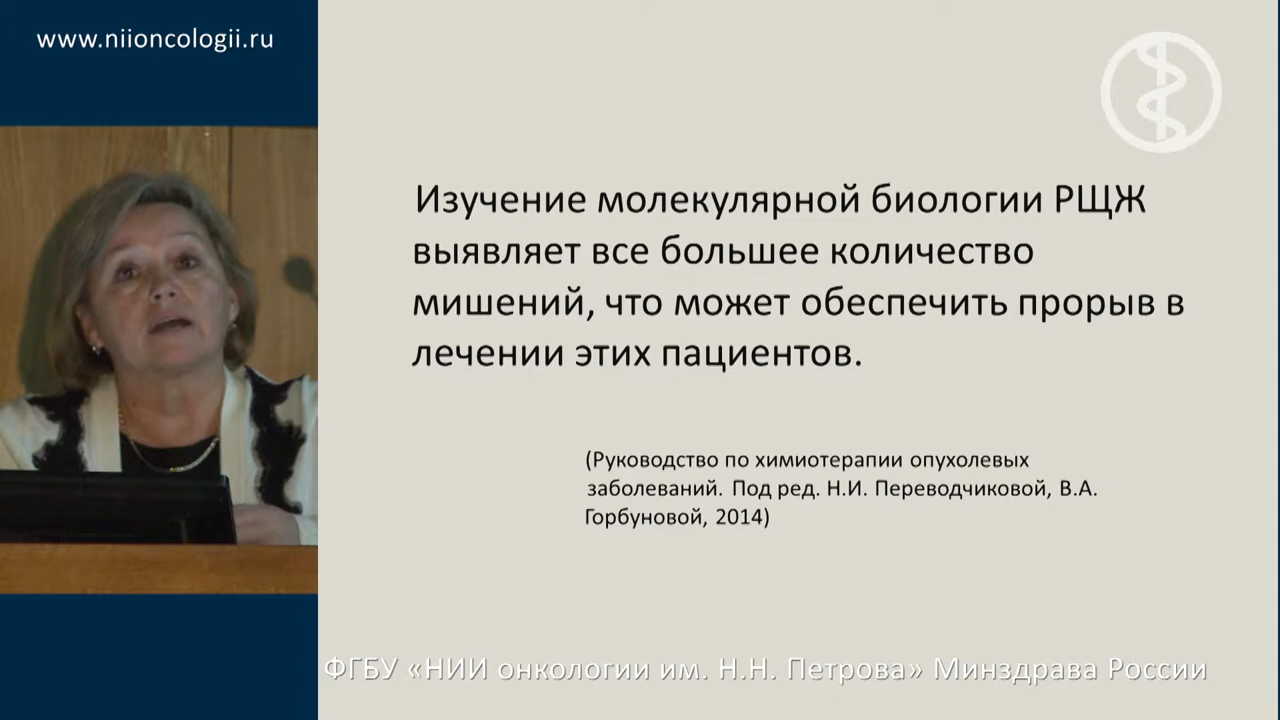 www.niioncologii.ru
Изучение молекулярной биологии РЩЖ
выявляет все большее количество
мишений, что может обеспечить прорыв в
лечении этих пациентов.
(Руководство по химиотерапии опухолевых
заболеваний. Под ред. Н.И. Переводчиковой, В.А.
Горбуновой, 2014)
ФГБУ «НИИ онкологии им. Н.Н. Петрова» Минздрава России